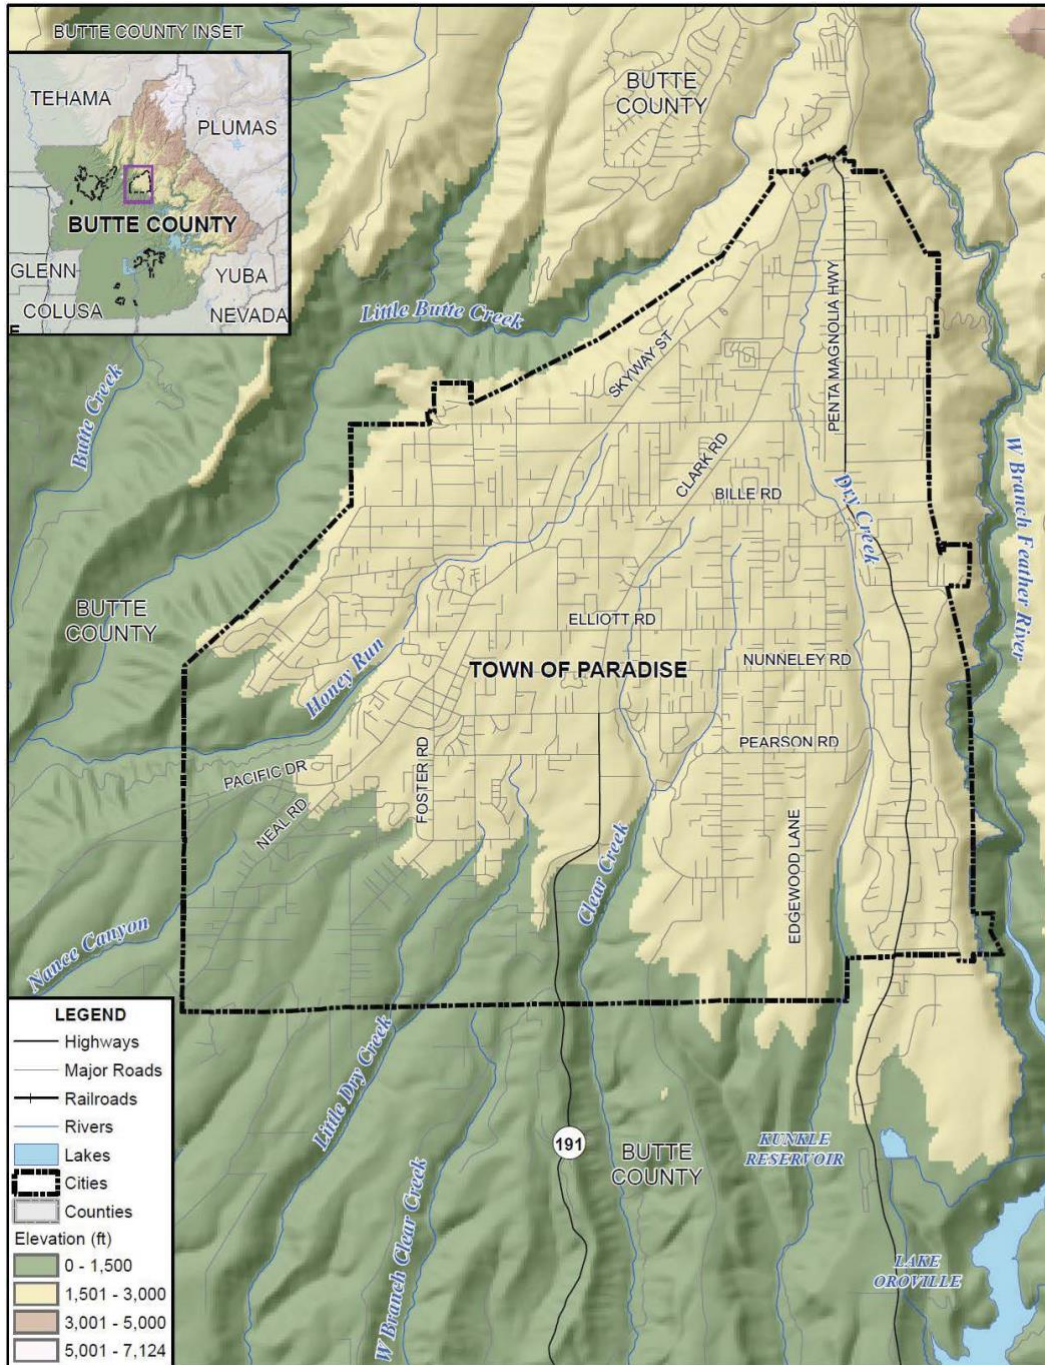 BUTTE COUNTY INSET
TEHAMA
PLUMAS
BUTTE COUNTY
GLENN
YUBA
COLUSA
NEVADA
BUTTE
COUNTY
Little Butte Creek
Butte Creek
SKYWAY ST
PENTA MAGNOLIA HWY
CLARK RD
BILLE RD
Dry Creek
W Branch Feather River
BUTTE
COUNTY
ELLIOTT RD
Honey Run
TOWN OF PARADISE
NUNNELEY RD
PEARSON RD
PACIFIC DR
FOSTER RD
NEAL RD
EDGEWOOD LANE
Clear Creek
Nance Canyon
Little Dry Creek
W Branch Clear Creek
191
BUTTE
COUNTY
KUNKLE
RESERVOIR
LAKE
OROVILLE
LEGEND
Highways
Major Roads
Railroads
Rivers
Lakes
Cities
Counties
Elevation (ft)
0 - 1,500
1,501 - 3,000
3,001 - 5,000
5,001 - 7,124